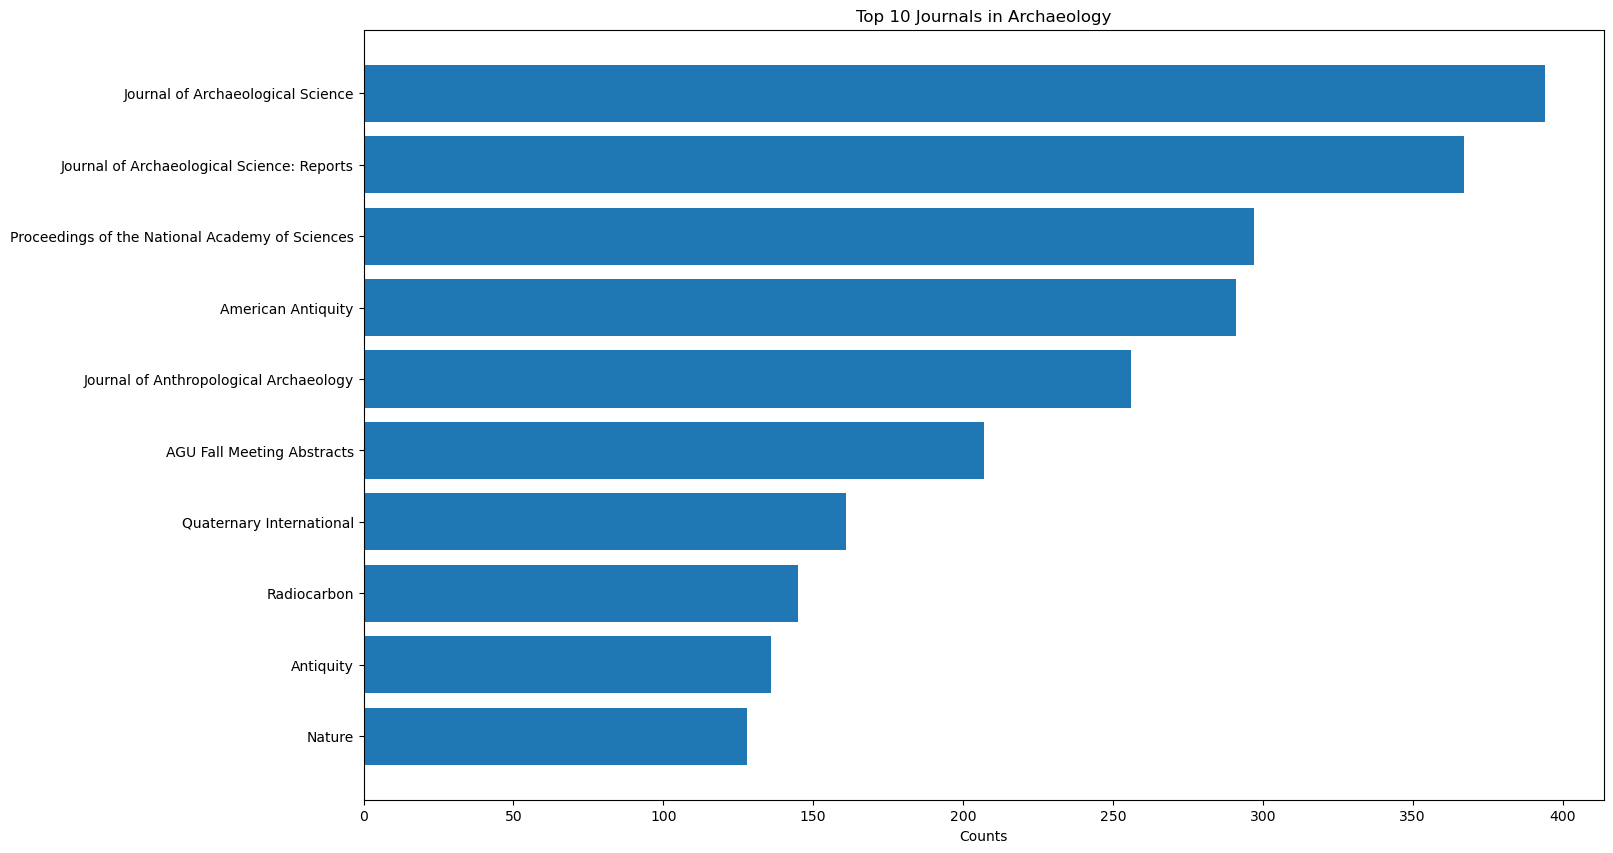 Top 10 Journals in Archaeology
Journal of Archaeological Science
Journal of Archaeological Science: Reports
Proceedings of the National Academy of Sciences
American Antiquity
Journal of Anthropological Archaeology
AGU Fall Meeting Abstracts
Quaternary International
Radiocarbon
Antiquity
Nature
0 50 100 150 200 250 300 350 400
Counts